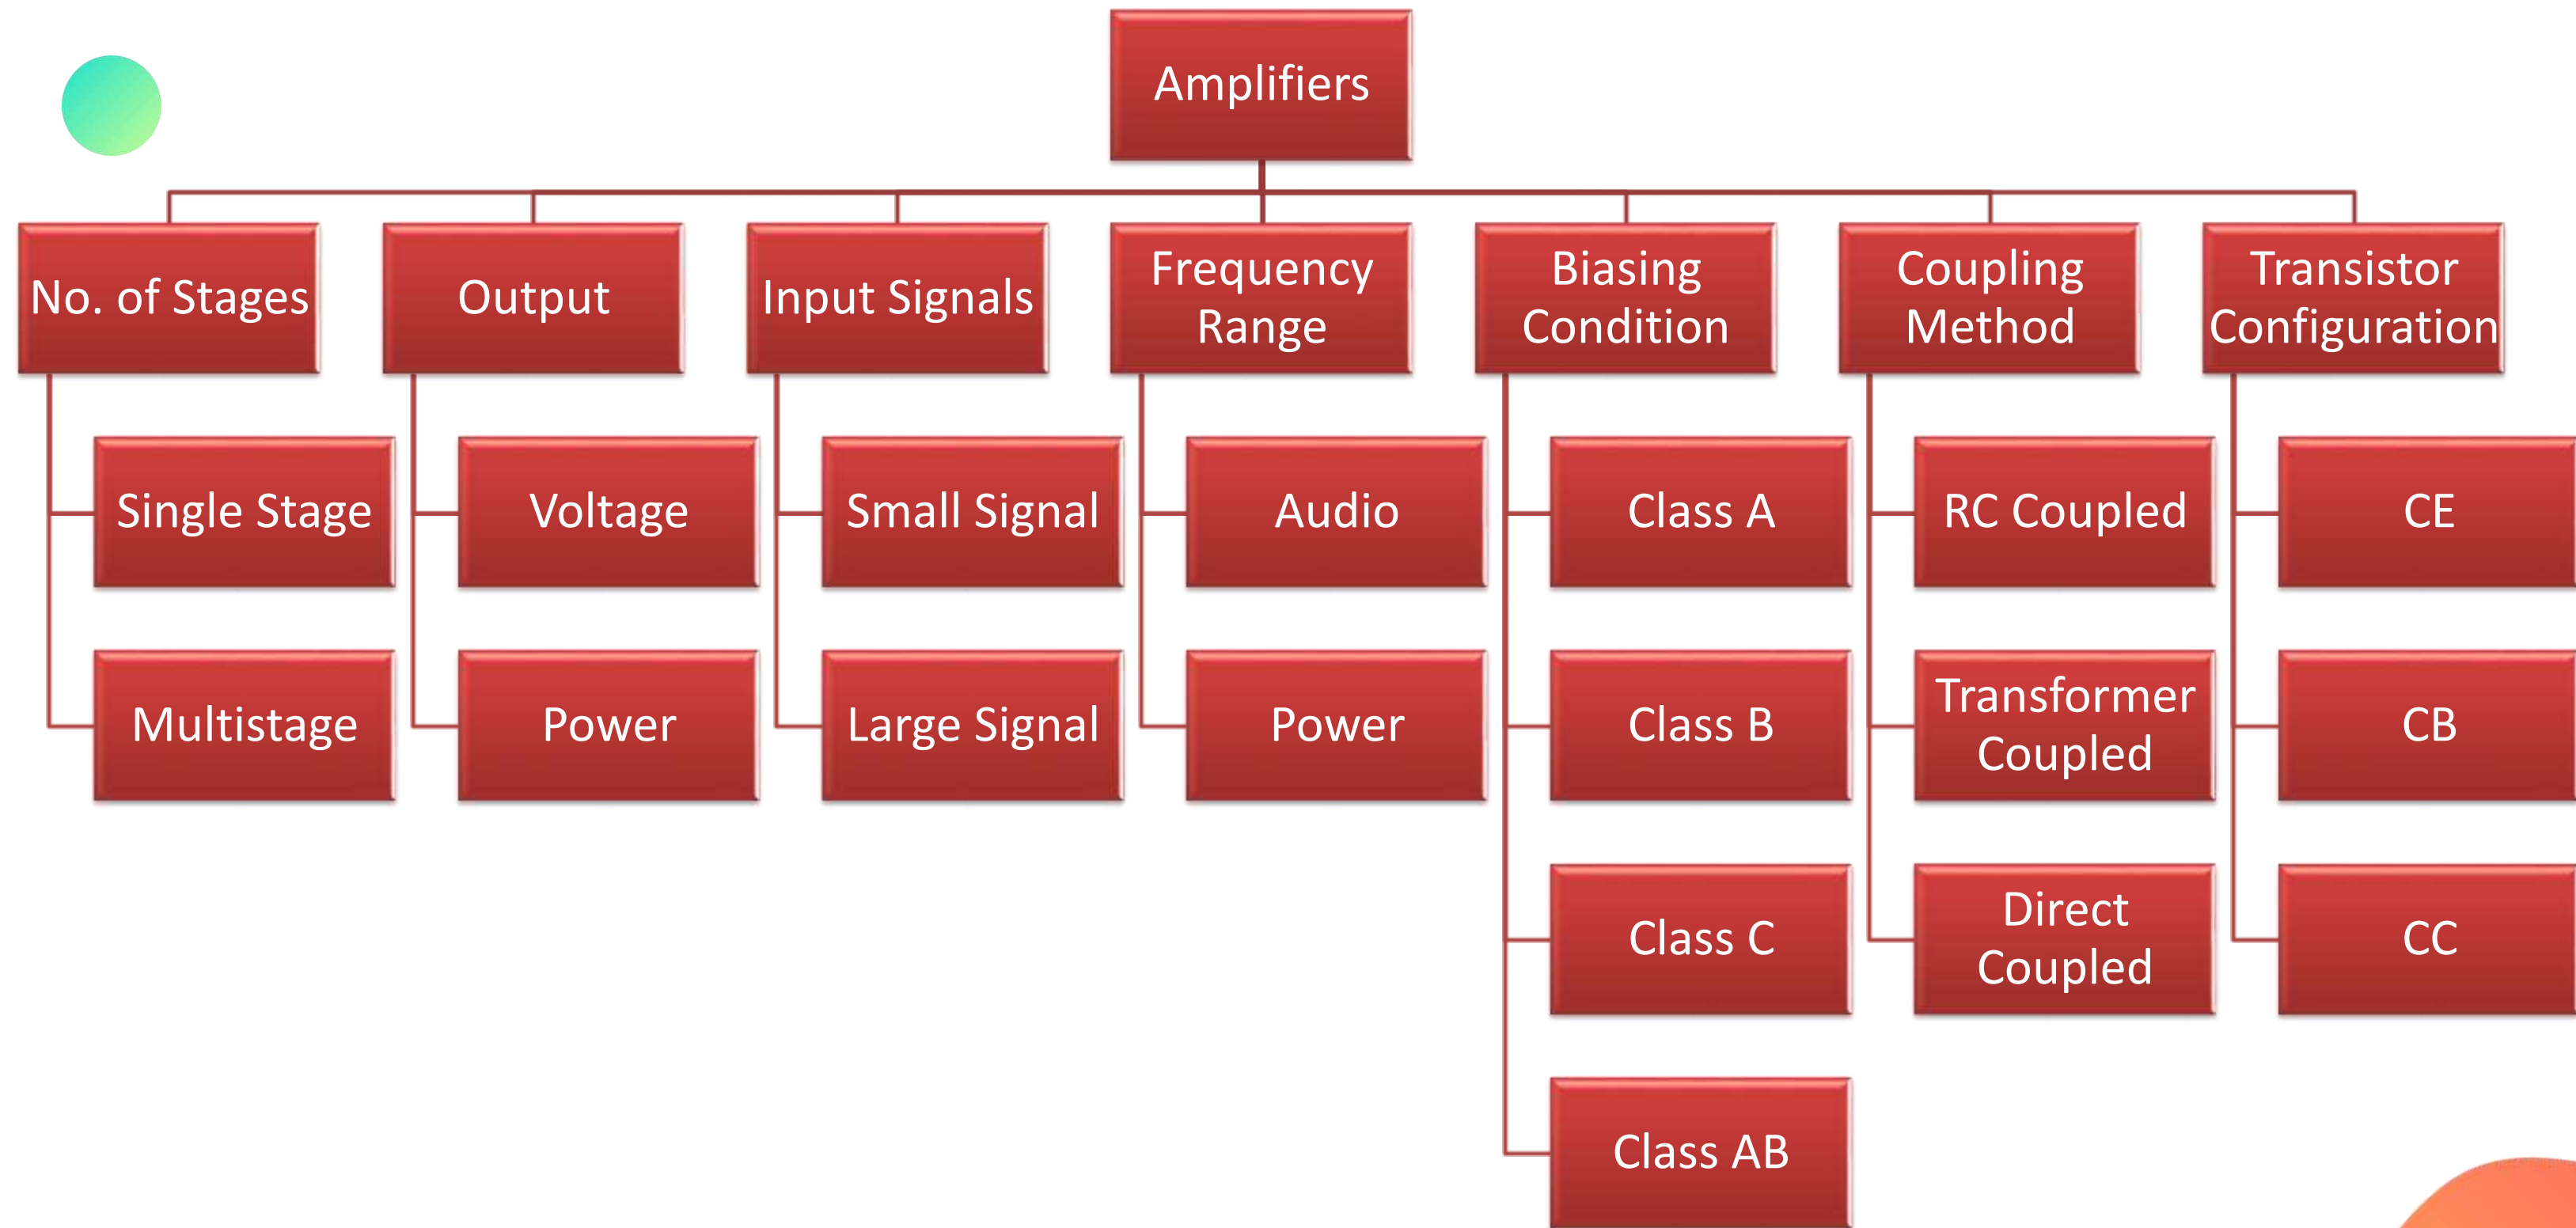 Amplifiers
No. of Stages
Output
Input Signals
Frequency
Range
Biasing
Condition
Coupling
Method
Transistor
Configuration
Single Stage
Voltage
Small Signal
Audio
Class A
RC Coupled
CE
Multistage
Power
Large Signal
Power
Class B
Transformer
Coupled
CB
Class C
Direct
Coupled
CC
Class AB